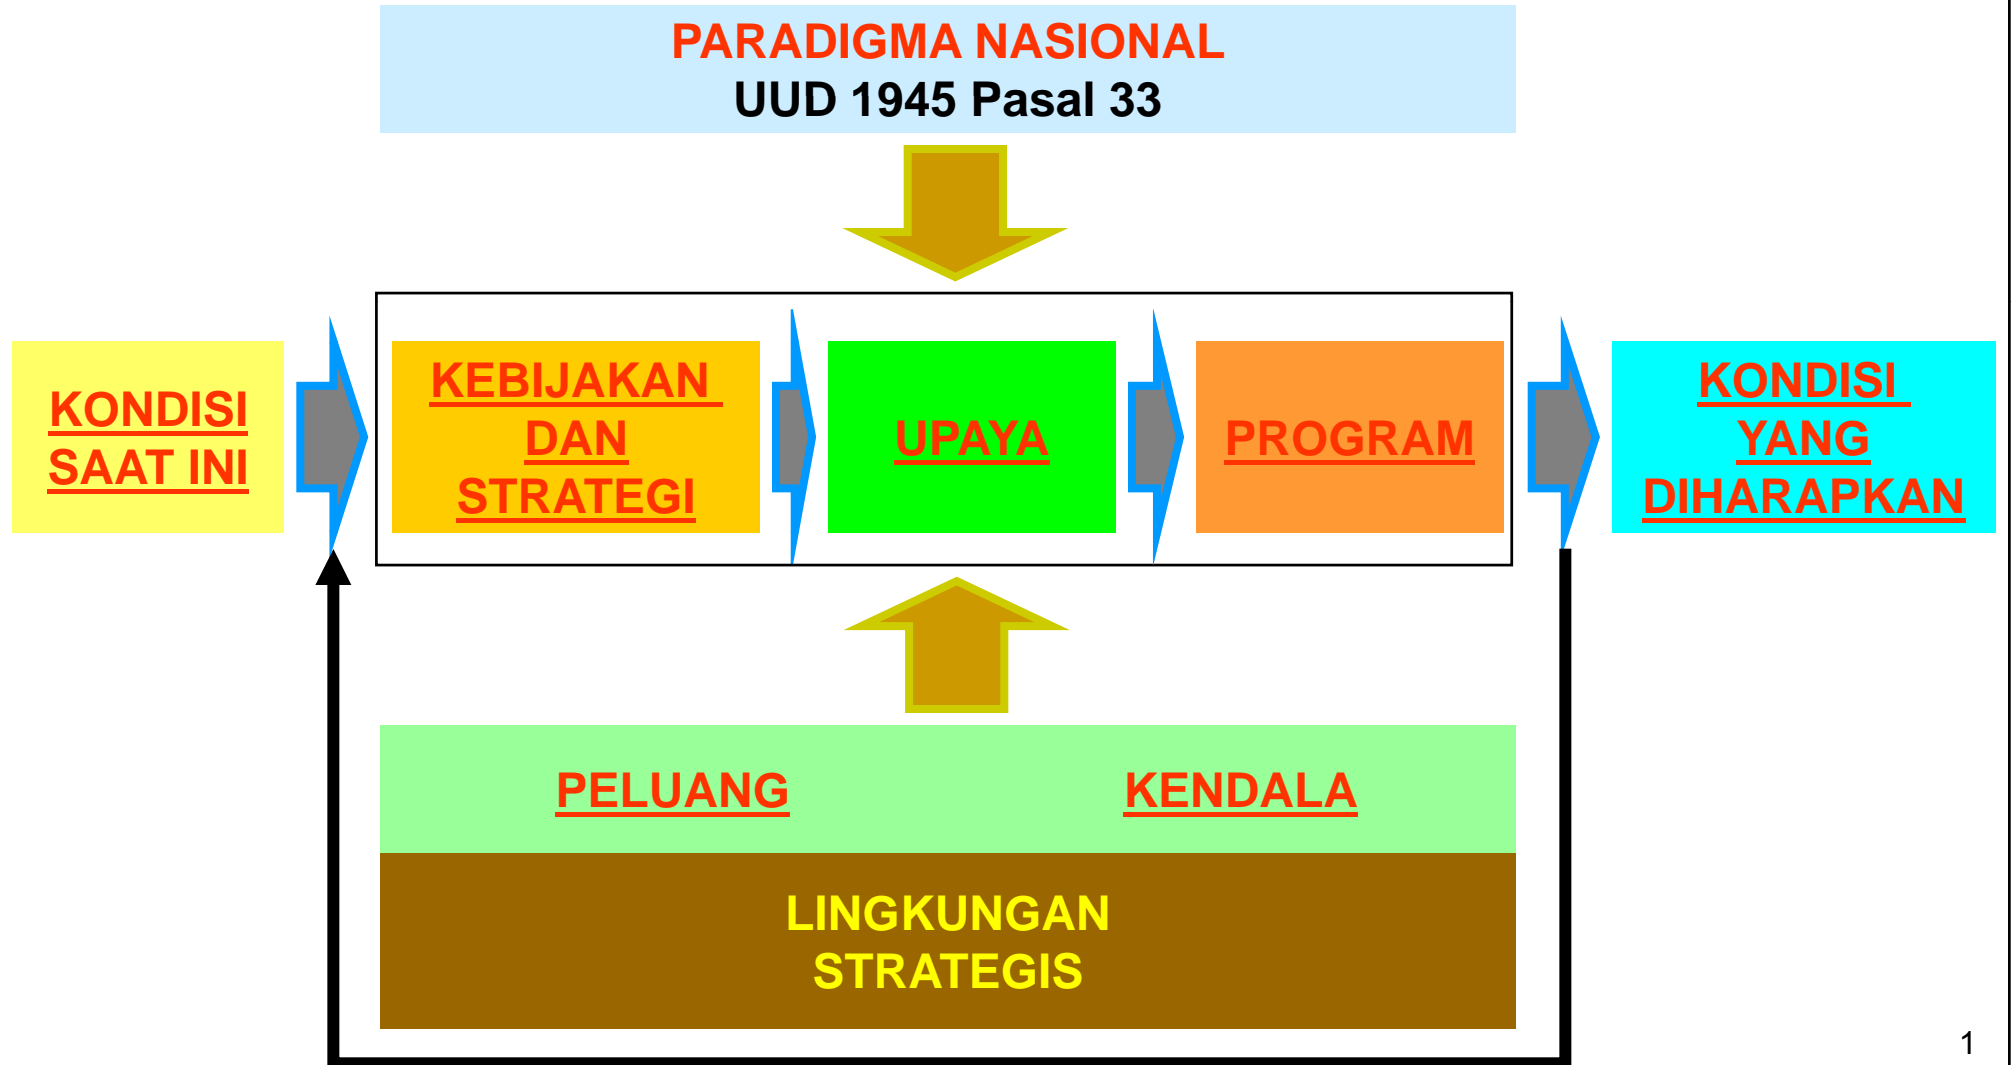 PARADIGMA NASIONAL
UUD 1945 Pasal 33
KONDISI
SAAT INI
KEBIJAKAN
DAN
STRATEGI
UPAYA
PROGRAM
KONDISI
YANG
DIHARAPKAN
PELUANG
KENDALA
LINGKUNGAN
STRATEGIS
1